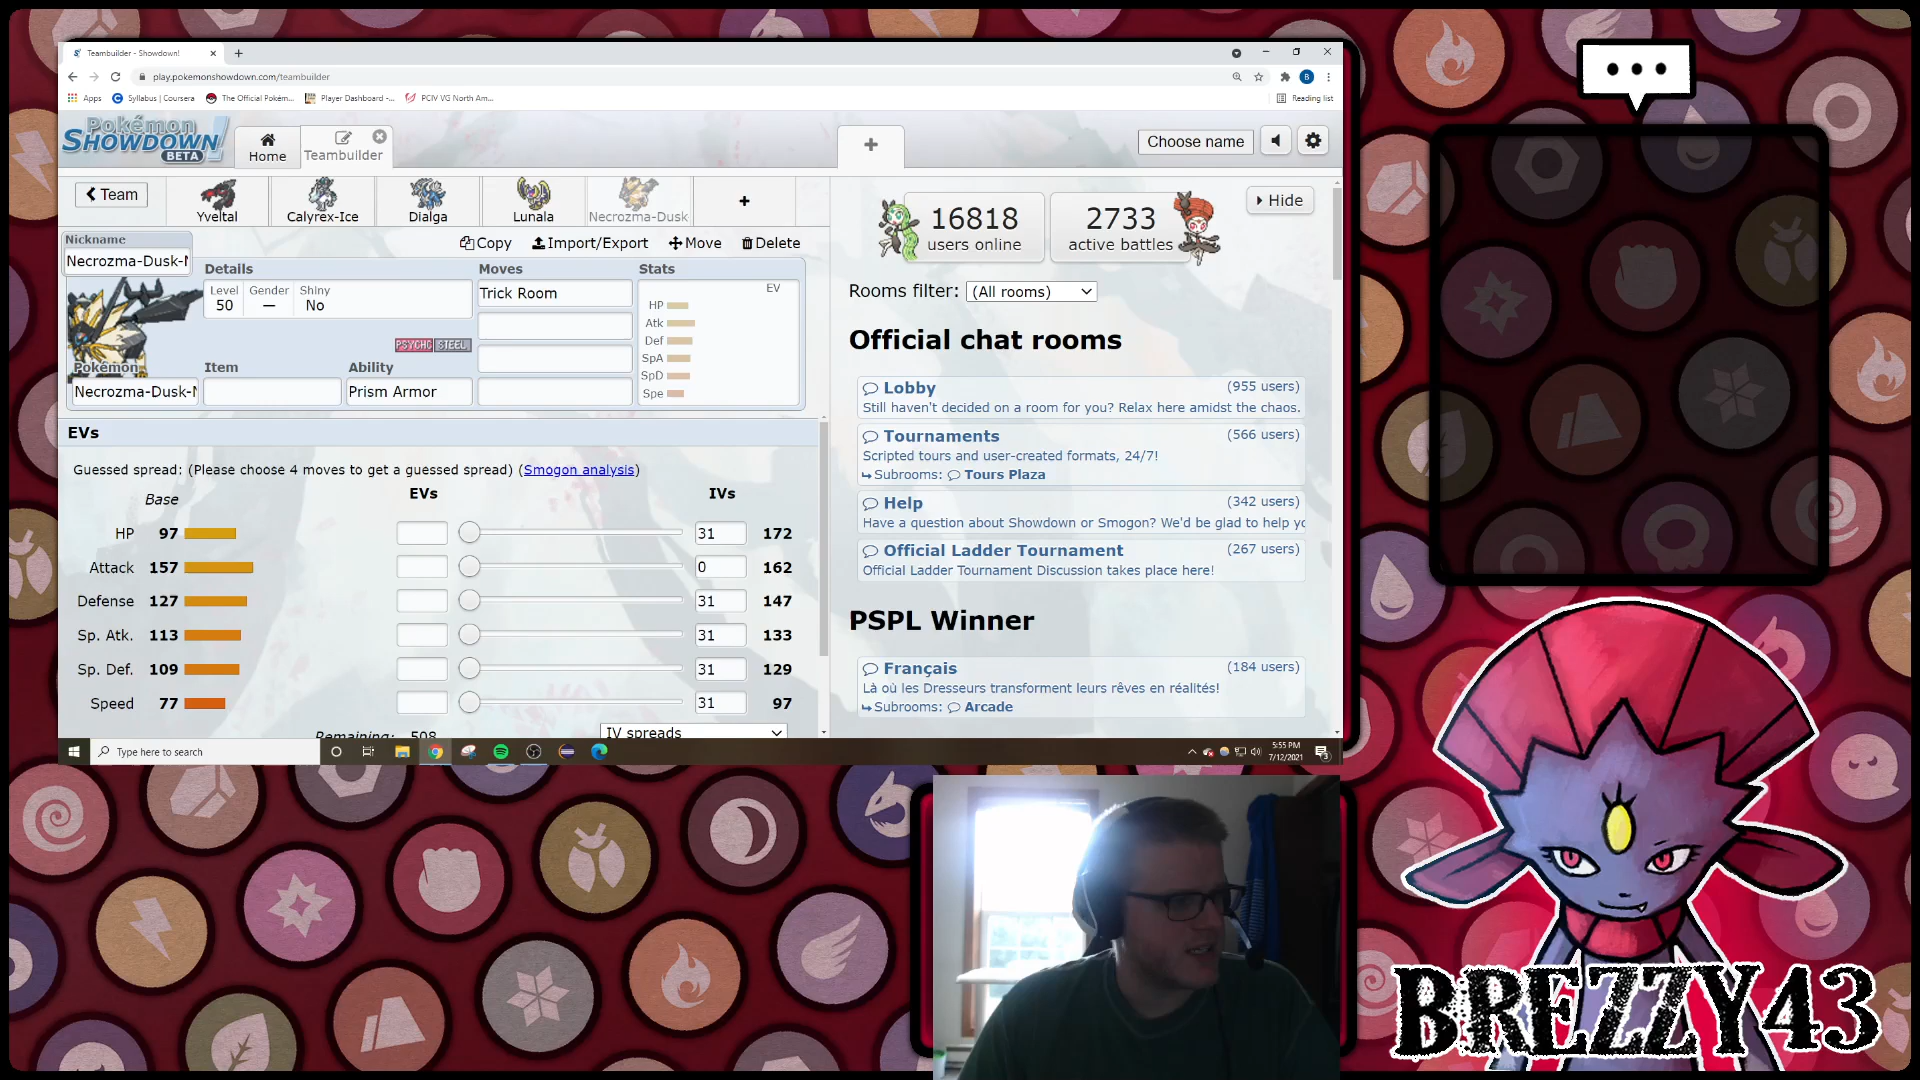 Teambuilder - Showdown!
play.pokemonshowdown.com/teambuilder
Apps
Syllabus | Coursera
The Official Pokém...
Player Dashboard -...
PCIV VG North Am...
Reading list
Pokémon
SHOWDOWN!
BETA
Home
Teambuilder
Choose name
Team
Yveltal
Calyrex-Ice
Dialga
Lunala
Necrozma-Dusk
Copy
Import/Export
Move
Delete
Nickname
Necrozma-Dusk-M
Details
Level
50
Gender
—
Shiny
No
PSYCHC STEEL
Pokémon
Necrozma-Dusk-M
Item
Ability
Prism Armor
Moves
Trick Room
Stats
EV
HP
Atk
Def
SpA
SpD
Spe
EVs
Guessed spread: (Please choose 4 moves to get a guessed spread) (Smogon analysis)
Base
EVs
IVs
HP 97 31 172
Attack 157 0 162
Defense 127 31 147
Sp. Atk. 113 31 133
Sp. Def. 109 31 129
Speed 77 31 97
Remaining: 508
IV spreads
16818
users online
2733
active battles
Hide
Rooms filter: (All rooms)
Official chat rooms
Lobby (955 users)
Still haven't decided on a room for you? Relax here amidst the chaos.
Tournaments (566 users)
Scripted tours and user-created formats, 24/7!
Subrooms: Tours Plaza
Help (342 users)
Have a question about Showdown or Smogon? We'd be glad to help yo
Official Ladder Tournament (267 users)
Official Ladder Tournament Discussion takes place here!
PSPL Winner
Français (184 users)
Là où les Dresseurs transforment leurs rêves en réalités!
Subrooms: Arcade
Type here to search
5:55 PM
7/12/2021
BREZZY43